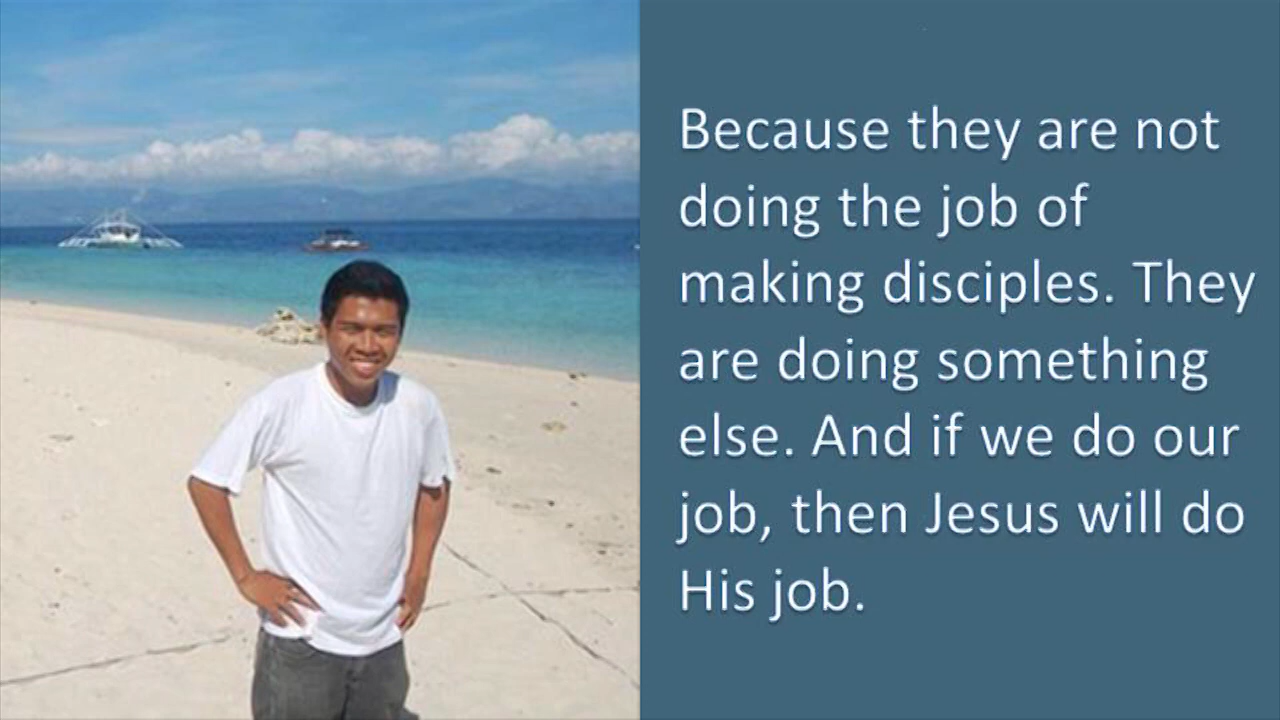 Because they are not
doing the job of
making disciples. They
are doing something
else. And if we do our
job, then Jesus will do
His job.